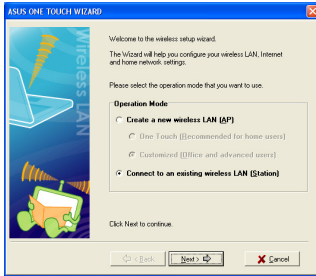 ASUS ONE TOUCH WIZARD
Wireless LAN
Welcome to the wireless setup wizard.
The Wizard will help you configure your wireless LAN, Internet
and home network settings.
Please select the operation mode that you want to use.
Operation Mode
Create a new wireless LAN (AP)
One Touch (Recommended for home users)
Customized (Office and advanced users)
Connect to an existing wireless LAN (Station)
Click Next to continue.
< Back
Next >
Cancel